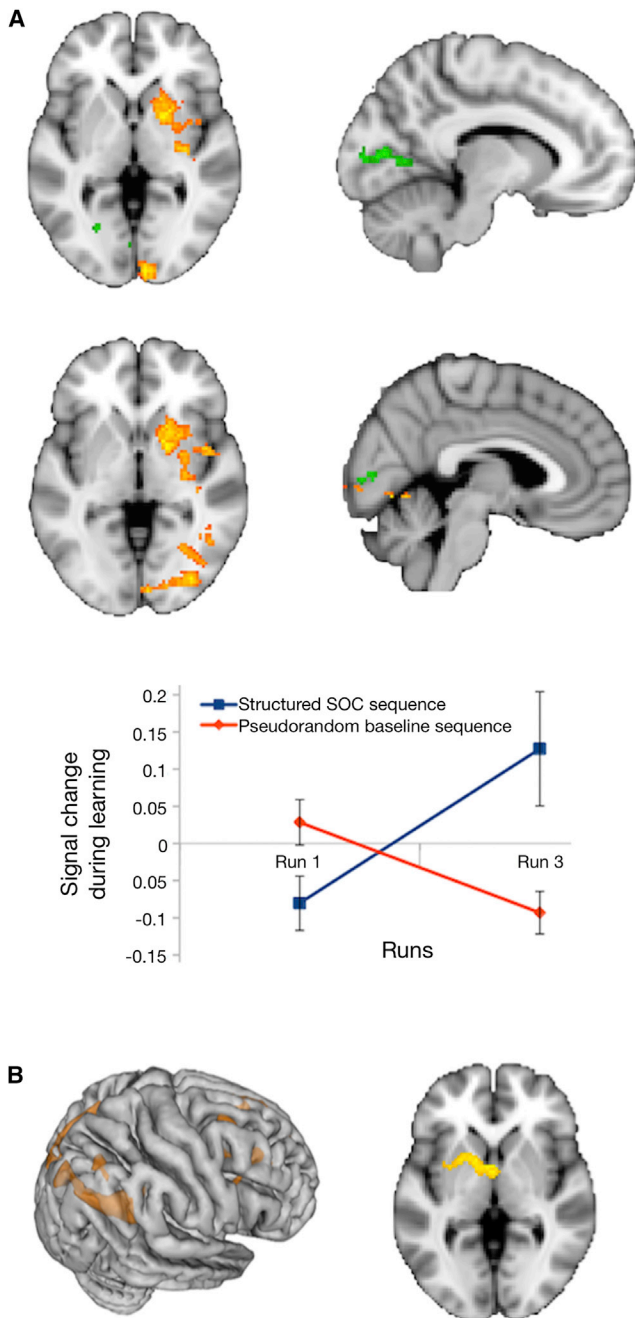 A
Structured SOC sequence
Pseudorandom baseline sequence
0.2
0.15
0.1
0.05
0
0.05
-0.1
-0.15
Signal change
during learning
Run 1
Run 3
Runs
B